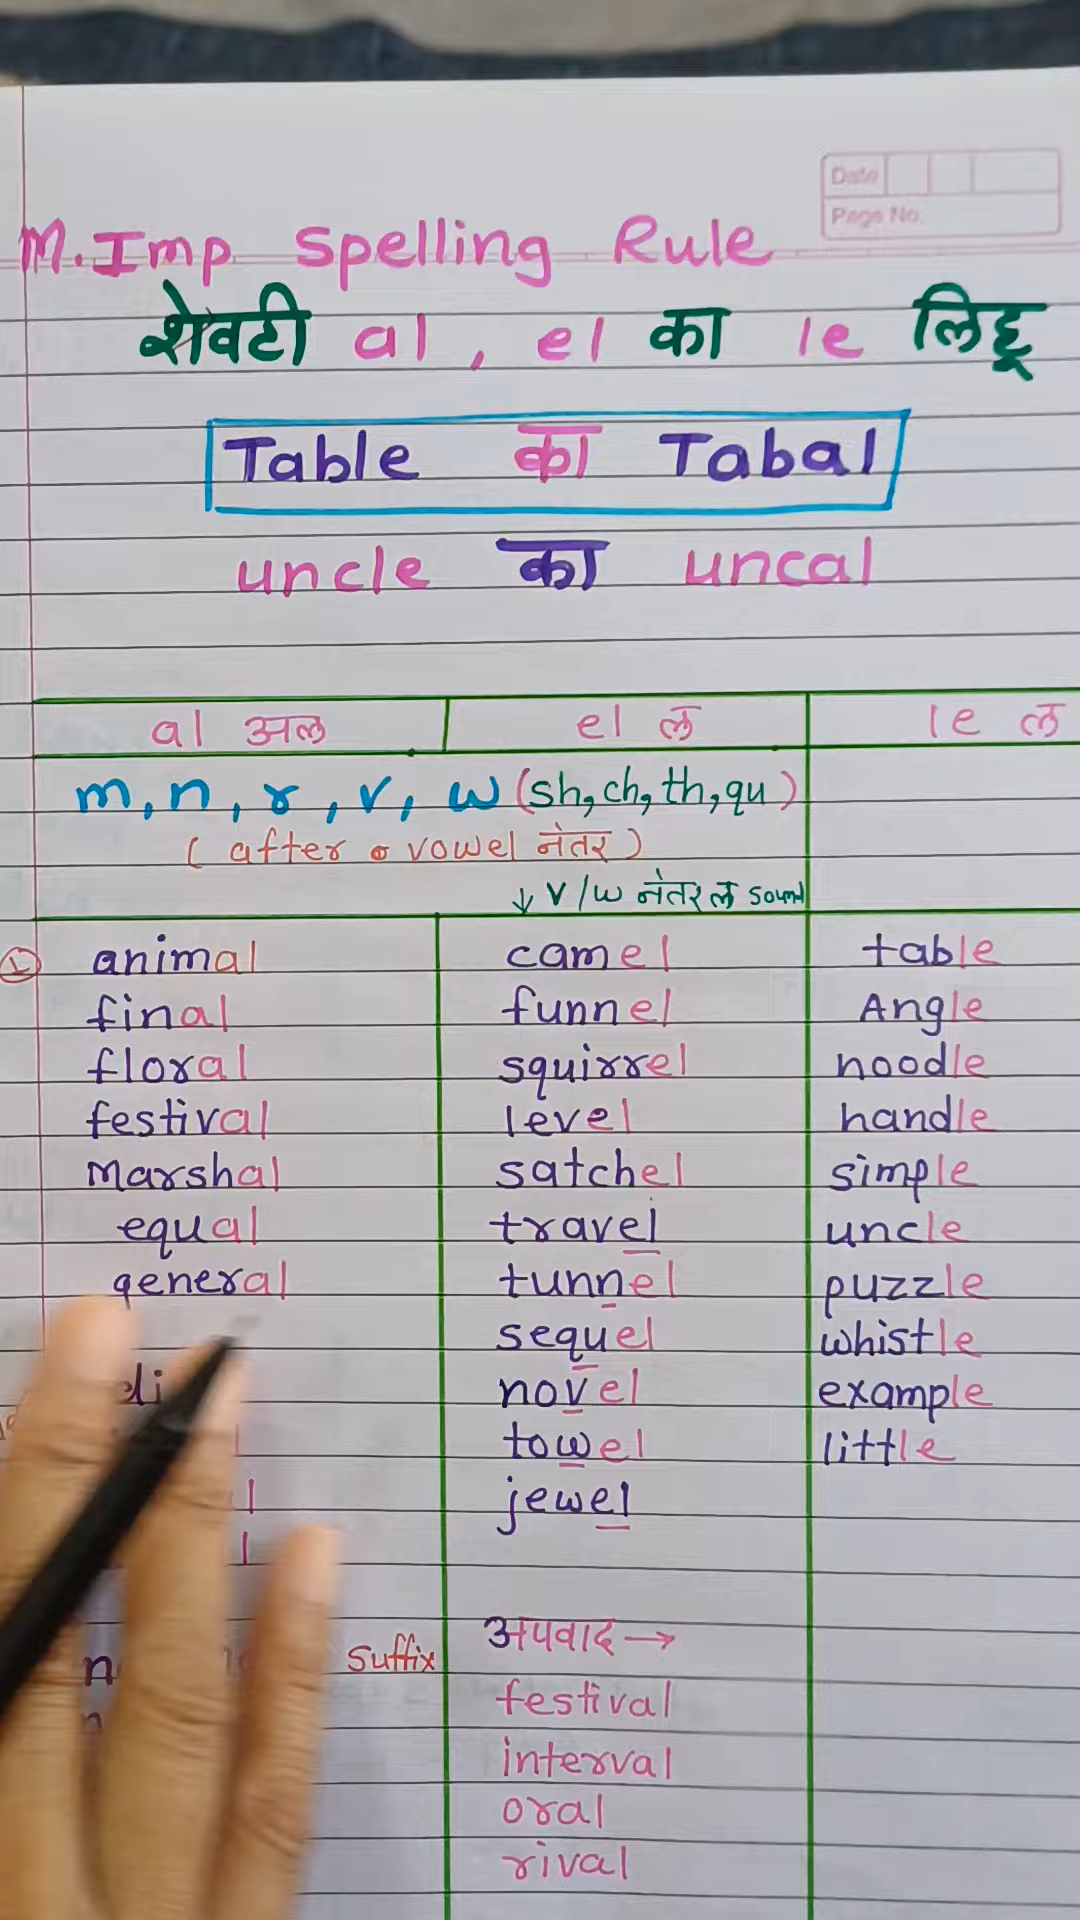 Date
Page No.
M. Imp. Spelling Rule
शेवटी al, el का le लिहू
Table का Tabal
uncle का uncal
al अल el ल le ल
m, n, r, v, w (sh, ch, th, qu)
(after vowel नंतर)
↓ v/w नंतर ल sound
animal camel table
final funnel Angle
floral squirrel noodle
festival level handle
Marshal satchel simple
equal travel uncle
general tunnel puzzle
sequel whistle
novel example
towel little
jewel
अपवाद →
suffix
festival
interval
oral
rival